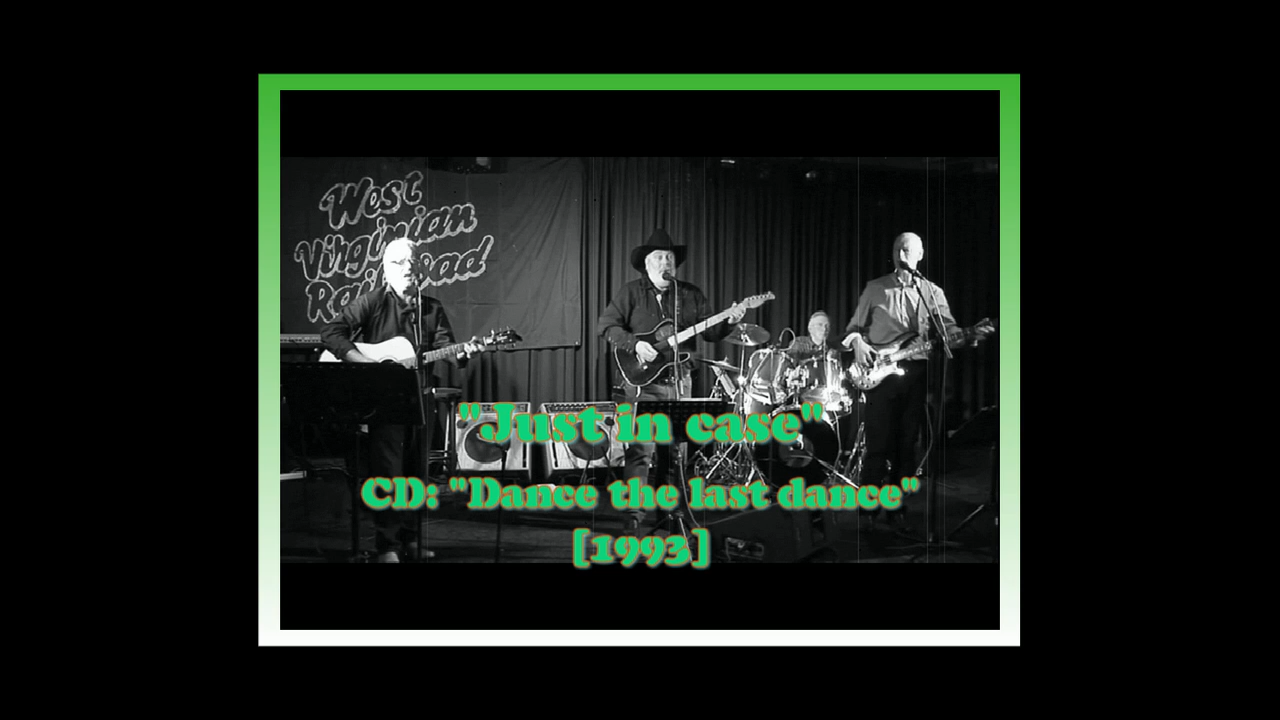 West
Virginian
Railroad
"Just in case"
CD: "Dance the last dance"
[1993]